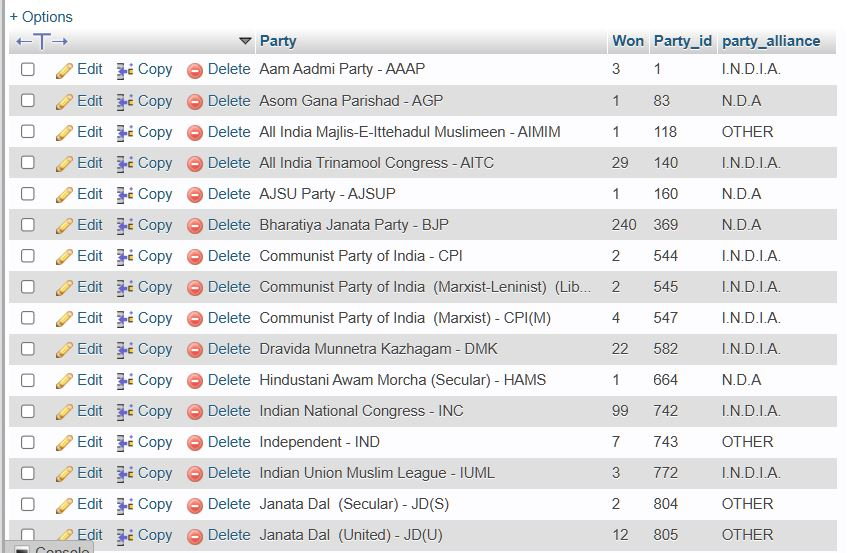 + Options
←T→ Party Won Party_id party_alliance
Edit Copy Delete Aam Aadmi Party - AAAP 3 1 I.N.D.I.A.
Edit Copy Delete Asom Gana Parishad - AGP 1 83 N.D.A
Edit Copy Delete All India Majlis-E-Ittehadul Muslimeen - AIMIM 1 118 OTHER
Edit Copy Delete All India Trinamool Congress - AITC 29 140 I.N.D.I.A.
Edit Copy Delete AJSU Party - AJSUP 1 160 N.D.A
Edit Copy Delete Bharatiya Janata Party - BJP 240 369 N.D.A
Edit Copy Delete Communist Party of India - CPI 2 544 I.N.D.I.A.
Edit Copy Delete Communist Party of India (Marxist-Leninist) (Lib... 2 545 I.N.D.I.A.
Edit Copy Delete Communist Party of India (Marxist) - CPI(M) 4 547 I.N.D.I.A.
Edit Copy Delete Dravida Munnetra Kazhagam - DMK 22 582 I.N.D.I.A.
Edit Copy Delete Hindustani Awam Morcha (Secular) - HAMS 1 664 N.D.A
Edit Copy Delete Indian National Congress - INC 99 742 I.N.D.I.A.
Edit Copy Delete Independent - IND 7 743 OTHER
Edit Copy Delete Indian Union Muslim League - IUML 3 772 I.N.D.I.A.
Edit Copy Delete Janata Dal (Secular) - JD(S) 2 804 OTHER
Edit Copy Delete Janata Dal (United) - JD(U) 12 805 OTHER
Console